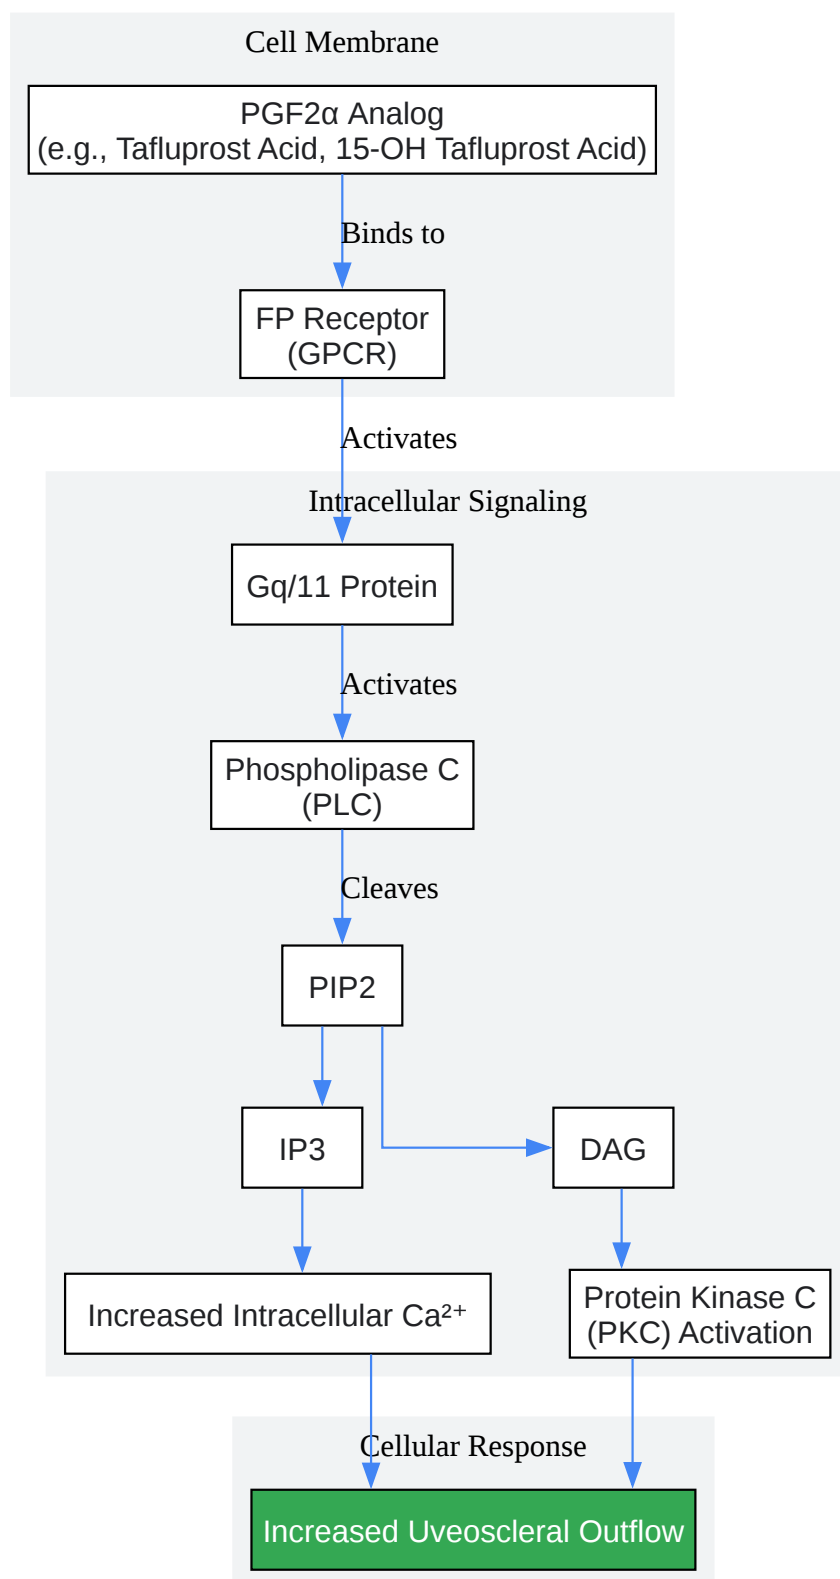 Cell Membrane
PGF2α Analog
(e.g., Tafluprost Acid, 15-OH Tafluprost Acid)
Binds to
FP Receptor
(GPCR)
Activates
Intracellular Signaling
Gq/11 Protein
Activates
Phospholipase C
(PLC)
Cleaves
PIP2
IP3
DAG
Increased Intracellular Ca²⁺
Protein Kinase C
(PKC) Activation
Cellular Response
Increased Uveoscleral Outflow